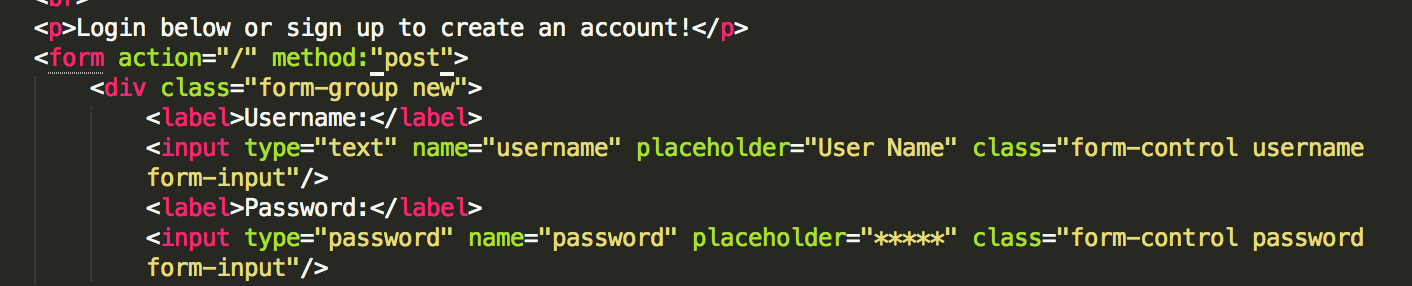 <br>
<p>Login below or sign up to create an account!</p>
<form action="/" method:"post">
<div class="form-group new">
<label>Username:</label>
<input type="text" name="username" placeholder="User Name" class="form-control username
form-input"/>
<label>Password:</label>
<input type="password" name="password" placeholder="*****" class="form-control password
form-input"/>